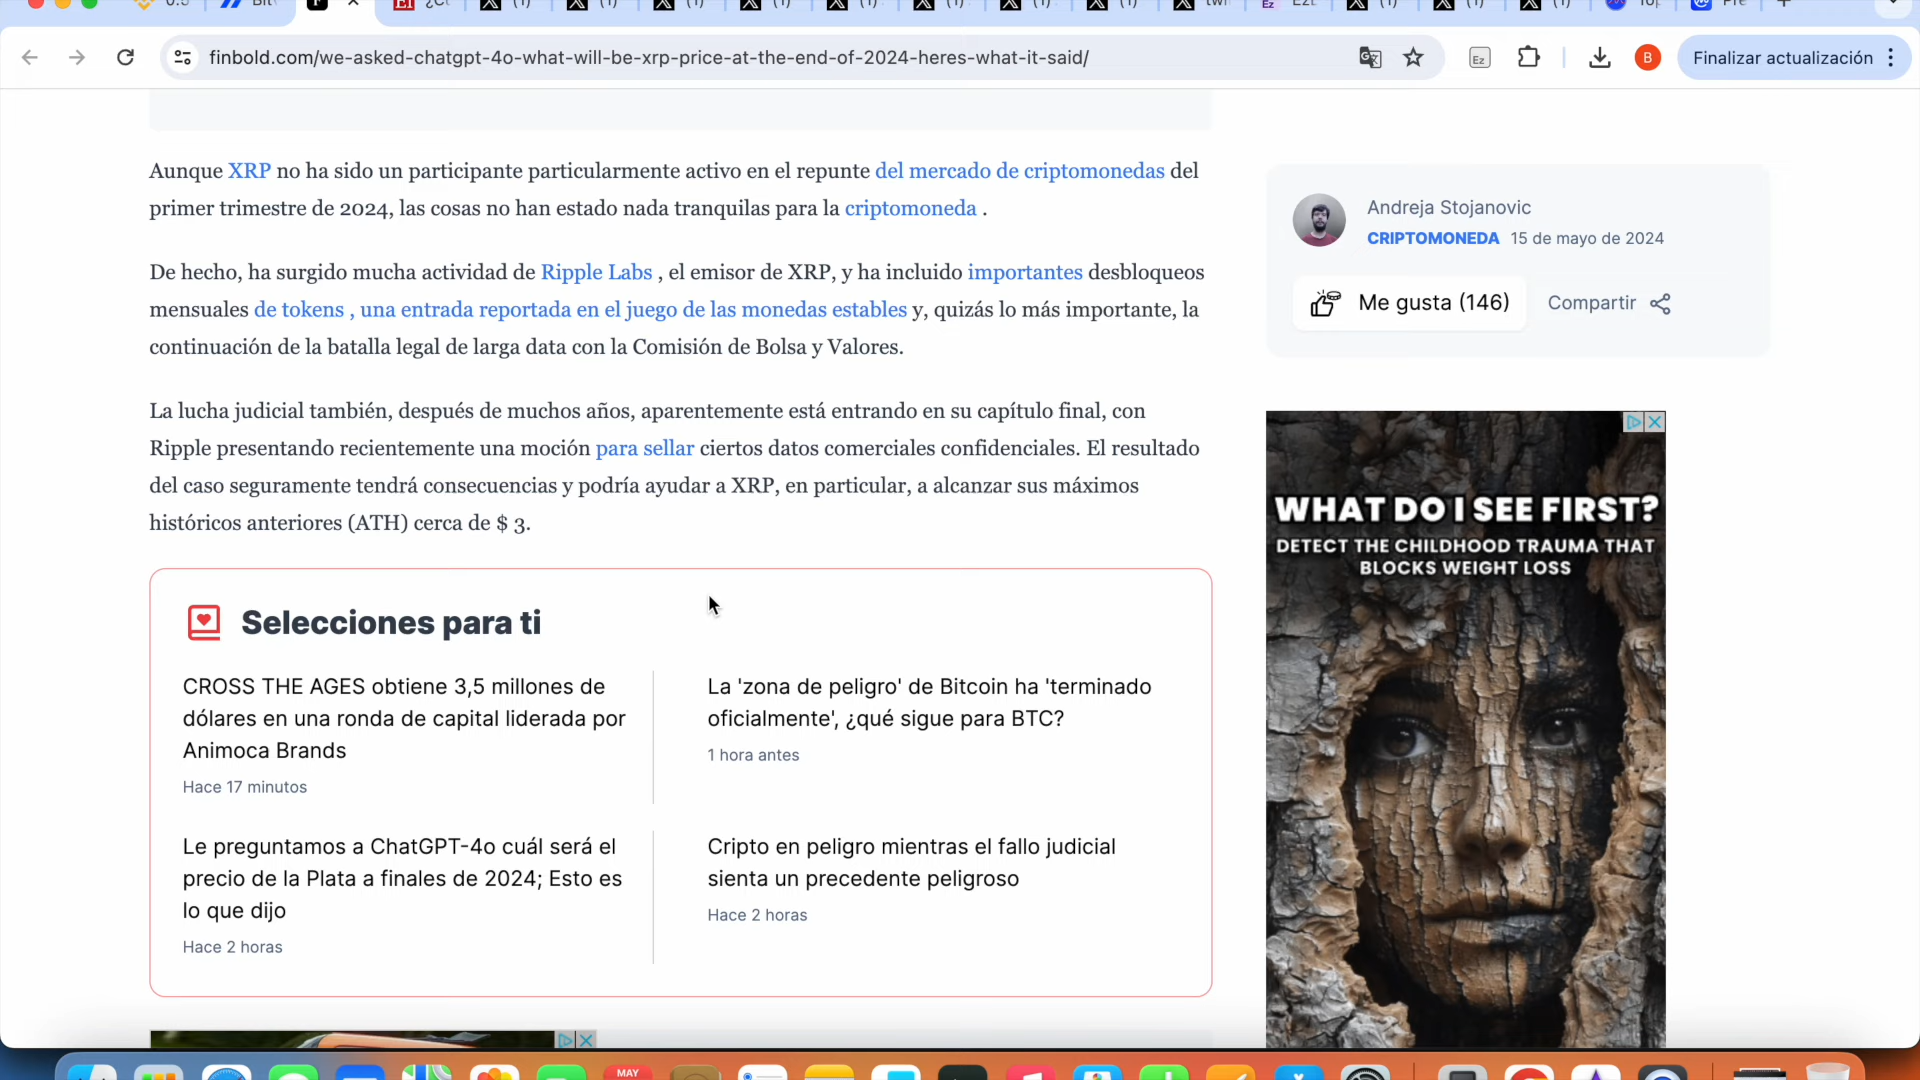 finbold.com/we-asked-chatgpt-4o-what-will-be-xrp-price-at-the-end-of-2024-heres-what-it-said/
Ez
B
Finalizar actualización
Aunque XRP no ha sido un participante particularmente activo en el repunte del mercado de criptomonedas del
primer trimestre de 2024, las cosas no han estado nada tranquilas para la criptomoneda .
De hecho, ha surgido mucha actividad de Ripple Labs , el emisor de XRP, y ha incluido importantes desbloqueos
mensuales de tokens , una entrada reportada en el juego de las monedas estables y, quizás lo más importante, la
continuación de la batalla legal de larga data con la Comisión de Bolsa y Valores.
La lucha judicial también, después de muchos años, aparentemente está entrando en su capítulo final, con
Ripple presentando recientemente una moción para sellar ciertos datos comerciales confidenciales. El resultado
del caso seguramente tendrá consecuencias y podría ayudar a XRP, en particular, a alcanzar sus máximos
históricos anteriores (ATH) cerca de $ 3.
Selecciones para ti
CROSS THE AGES obtiene 3,5 millones de
dólares en una ronda de capital liderada por
Animoca Brands
Hace 17 minutos
La 'zona de peligro' de Bitcoin ha 'terminado
oficialmente', ¿qué sigue para BTC?
1 hora antes
Le preguntamos a ChatGPT-4o cuál será el
precio de la Plata a finales de 2024; Esto es
lo que dijo
Hace 2 horas
Cripto en peligro mientras el fallo judicial
sienta un precedente peligroso
Hace 2 horas
Andreja Stojanovic
CRIPTOMONEDA 15 de mayo de 2024
Me gusta (146)
Compartir
WHAT DO I SEE FIRST?
DETECT THE CHILDHOOD TRAUMA THAT
BLOCKS WEIGHT LOSS
MAY